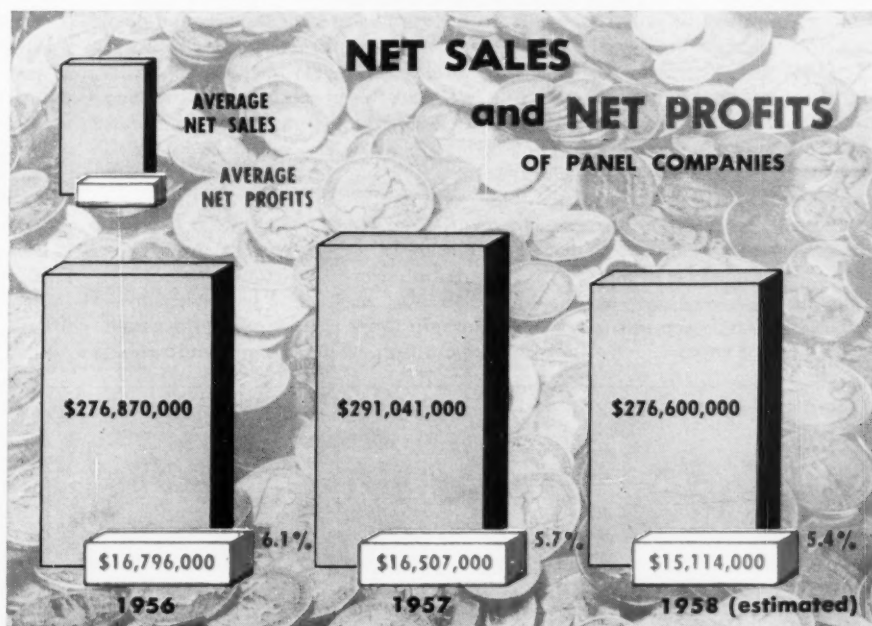 NET SALES
and NET PROFITS
OF PANEL COMPANIES
AVERAGE
NET SALES
AVERAGE
NET PROFITS
$276,870,000
$291,041,000
$276,600,000
6.1%
5.7%
5.4%
$16,796,000
$16,507,000
$15,114,000
1956
1957
1958 (estimated)